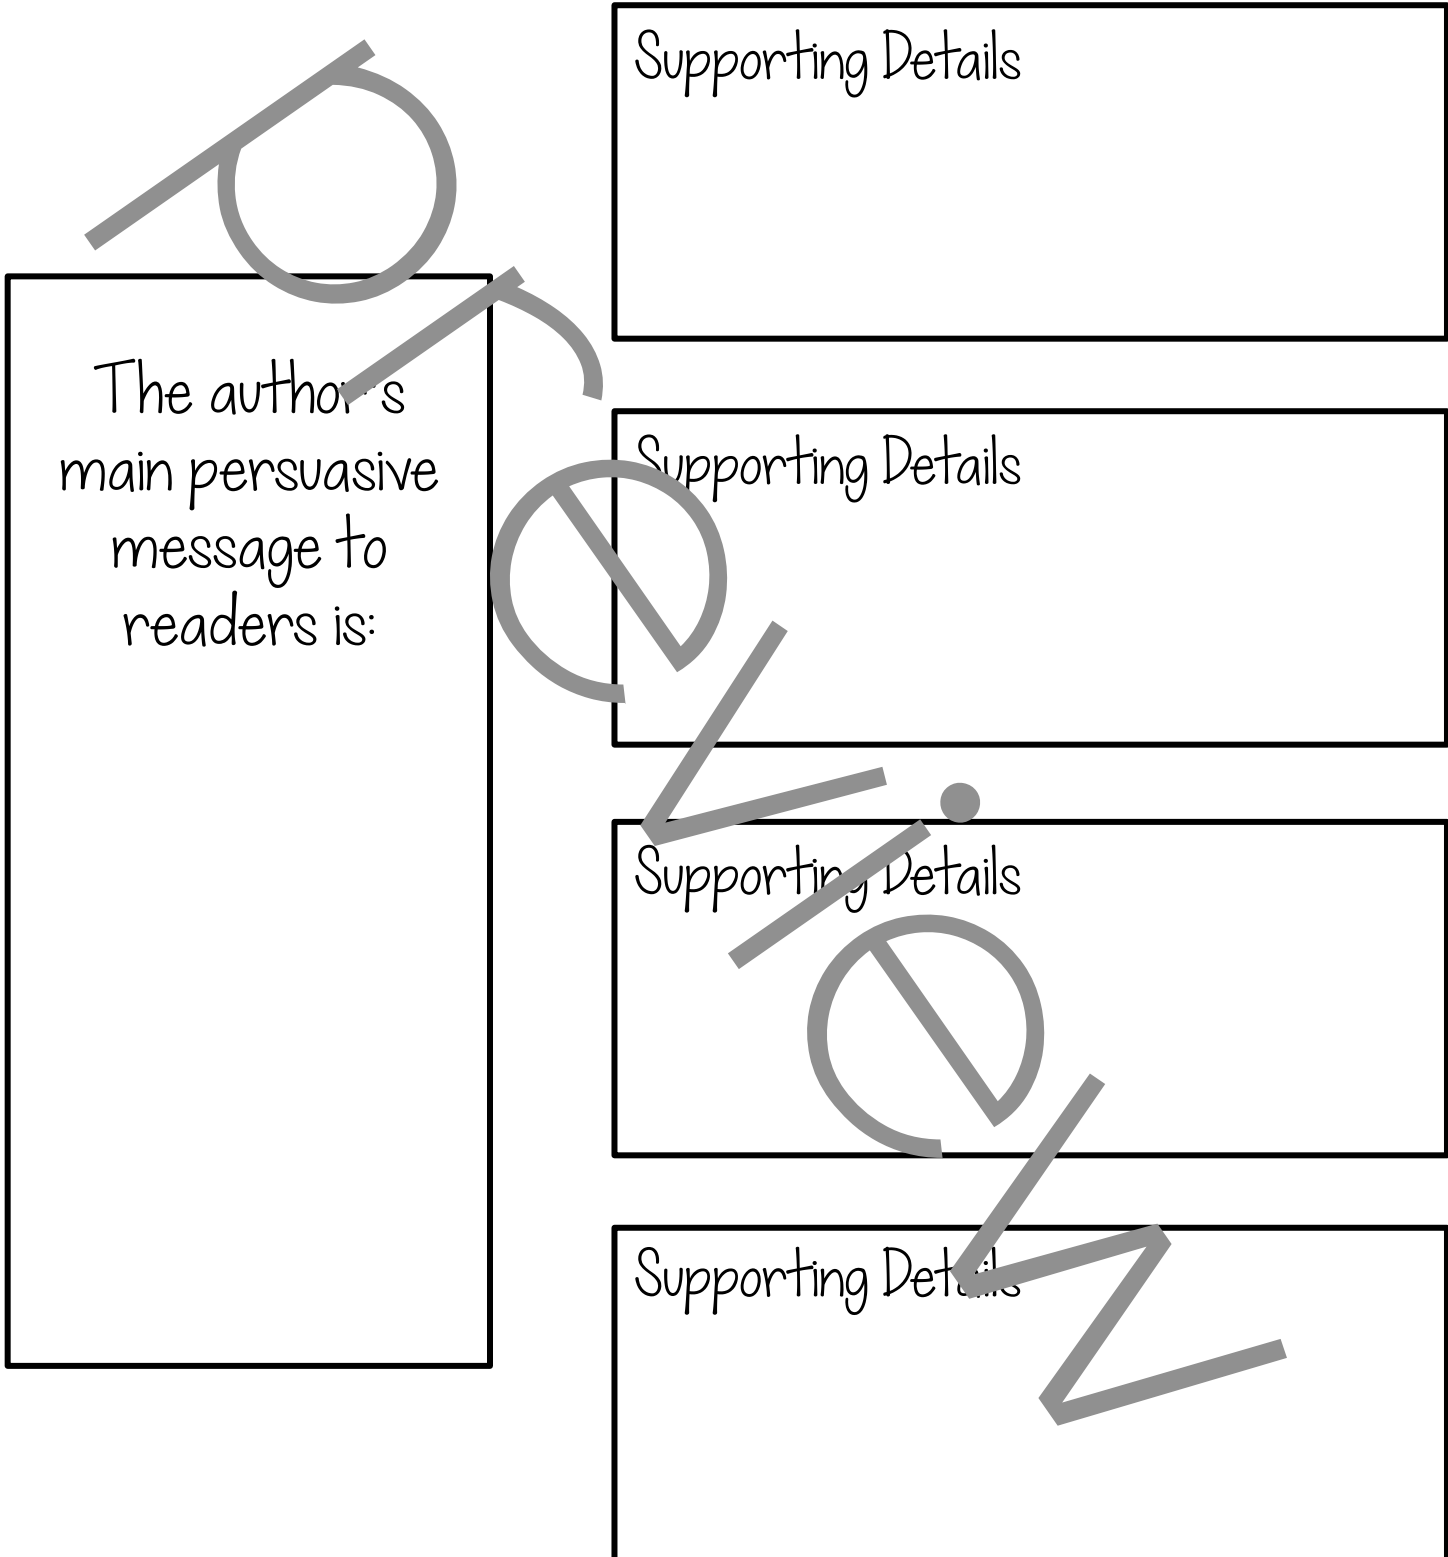 Supporting Details
The author's
main persuasive
message to
readers is:
Supporting Details
Supporting Details
Supporting Details
Preview